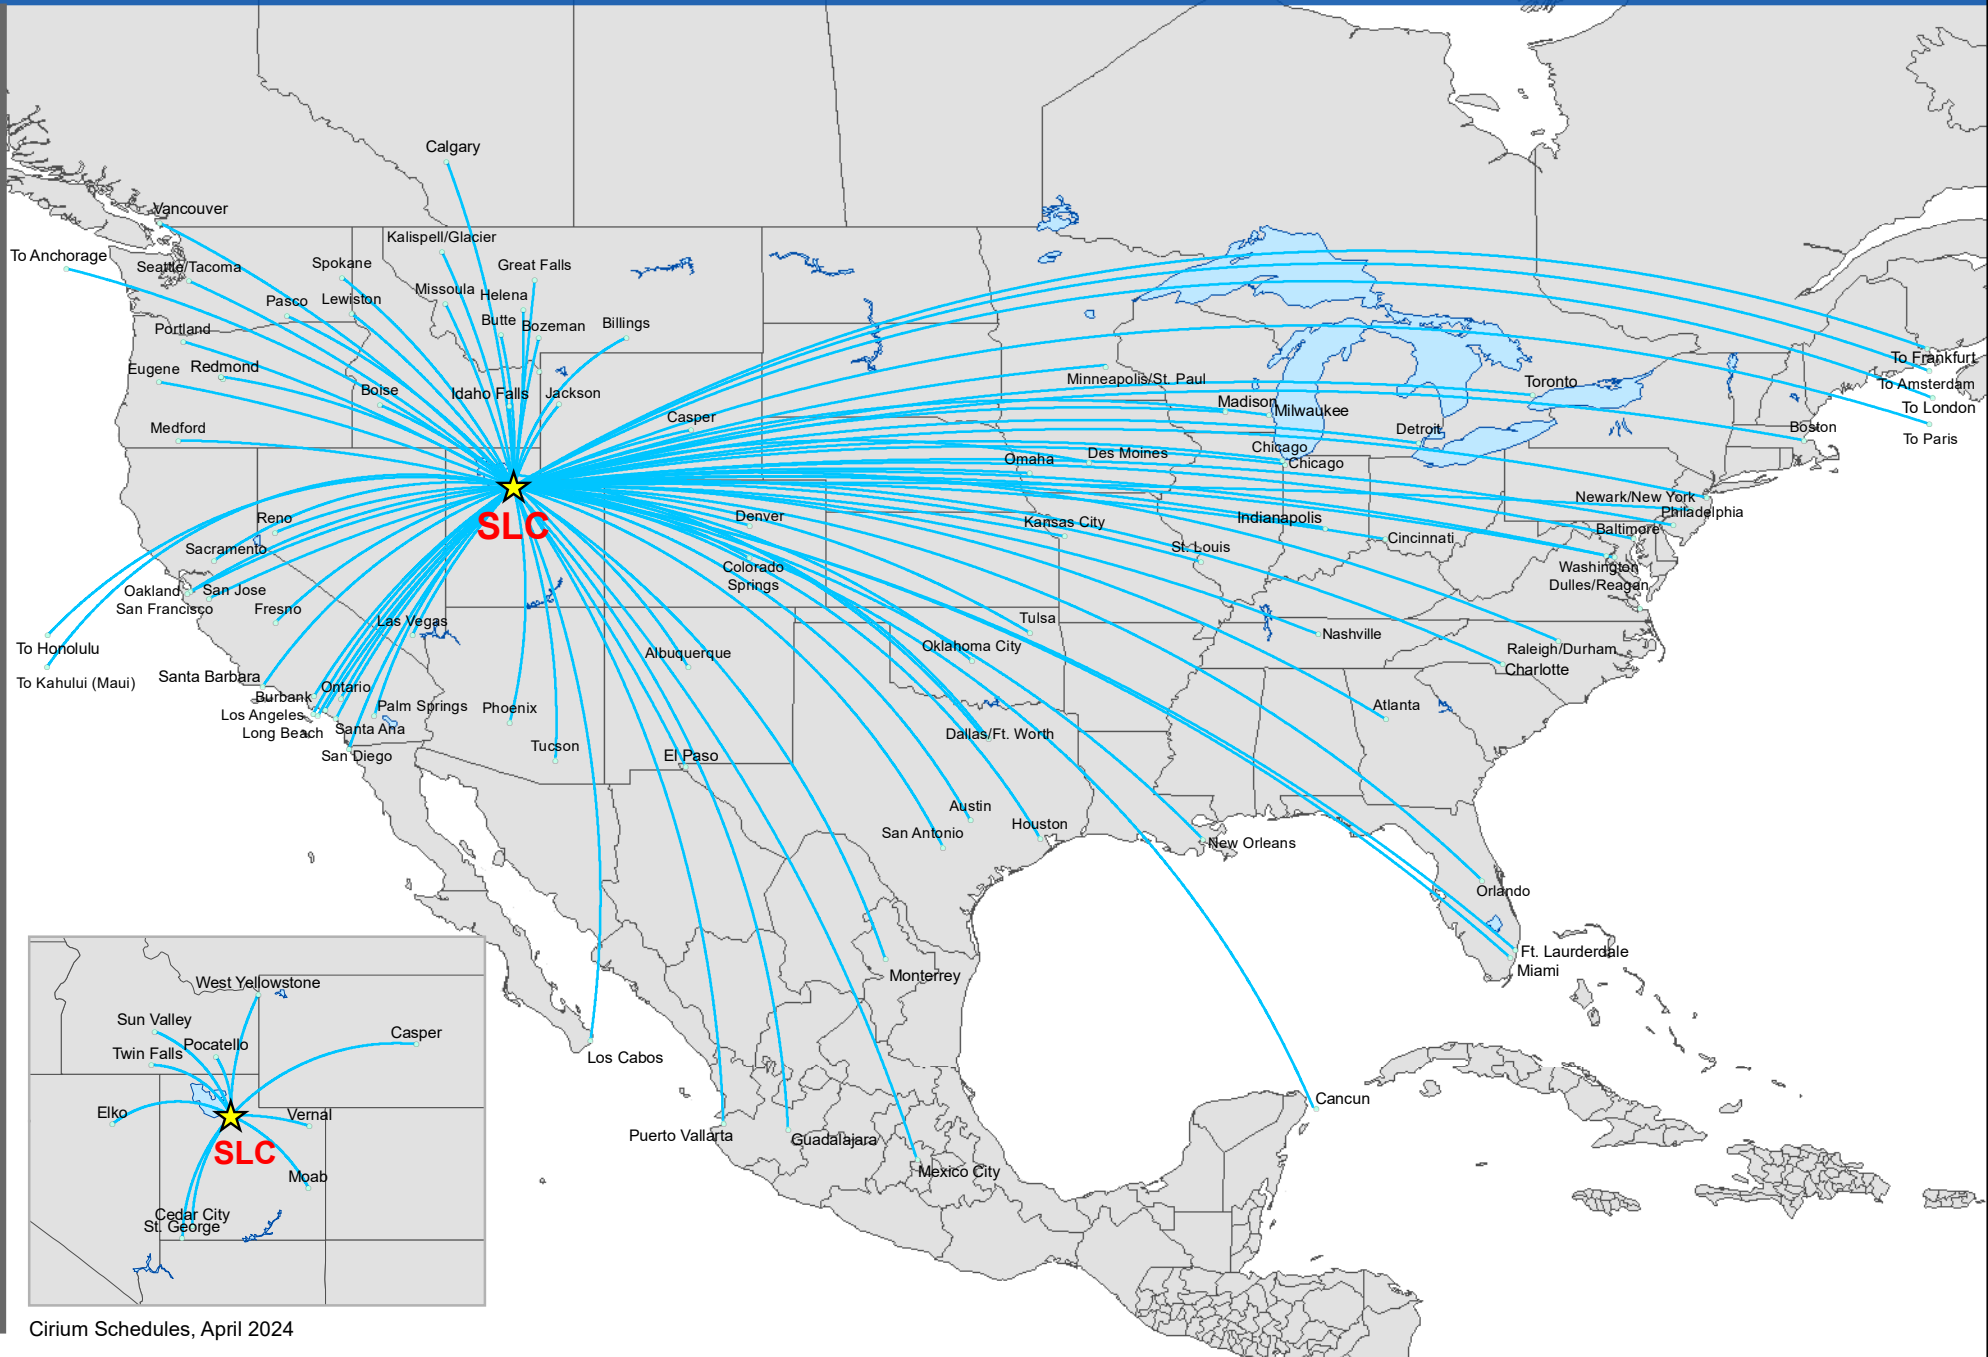 Calgary
Vancouver
Kalispell/Glacier
To Anchorage
Seattle/Tacoma
Spokane
Great Falls
Missoula
Helena
Pasco
Lewiston
Butte
Bozeman
Billings
Portland
Eugene
Redmond
Boise
Idaho Falls
Jackson
Casper
Medford
Minneapolis/St. Paul
Madison
Milwaukee
Toronto
To Frankfurt
To Amsterdam
To London
To Paris
Boston
Detroit
Chicago
Chicago
Omaha
Des Moines
SLC
Reno
Sacramento
Denver
Kansas City
Indianapolis
Cincinnati
St. Louis
Newark/New York
Philadelphia
Baltimore
Washington
Dulles/Reagan
Colorado
Springs
Oakland
San Jose
San Francisco
Fresno
Las Vegas
To Honolulu
To Kahului (Maui)
Albuquerque
Tulsa
Oklahoma City
Nashville
Raleigh/Durham
Charlotte
Santa Barbara
Burbank
Ontario
Los Angeles
Palm Springs
Long Beach
Santa Ana
San Diego
Phoenix
Tucson
El Paso
Dallas/Ft. Worth
Atlanta
Austin
San Antonio
Houston
New Orleans
Orlando
Ft. Laurderdale
Miami
Monterrey
Los Cabos
Puerto Vallarta
Guadalajara
Mexico City
Cancun
West Yellowstone
Sun Valley
Pocatello
Twin Falls
Casper
Elko
Vernal
SLC
Moab
Cedar City
St. George
Cirium Schedules, April 2024